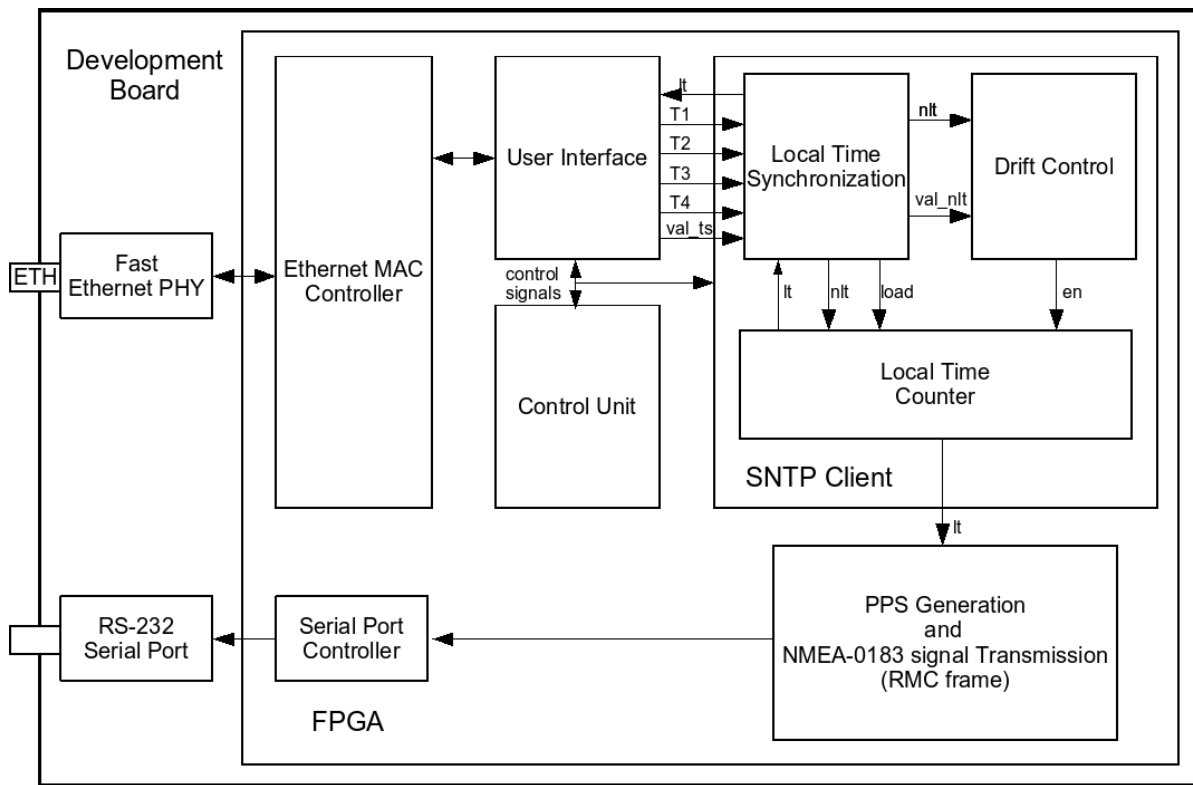 Development
Board
ETH
Fast
Ethernet PHY
Ethernet MAC
Controller
User Interface
lt
T1
T2
T3
T4
val_ts
control
signals
Control Unit
Local Time
Synchronization
nlt
val_nlt
Drift Control
lt
nlt
load
en
Local Time
Counter
SNTP Client
lt
RS-232
Serial Port
Serial Port
Controller
PPS Generation
and
NMEA-0183 signal Transmission
(RMC frame)
FPGA